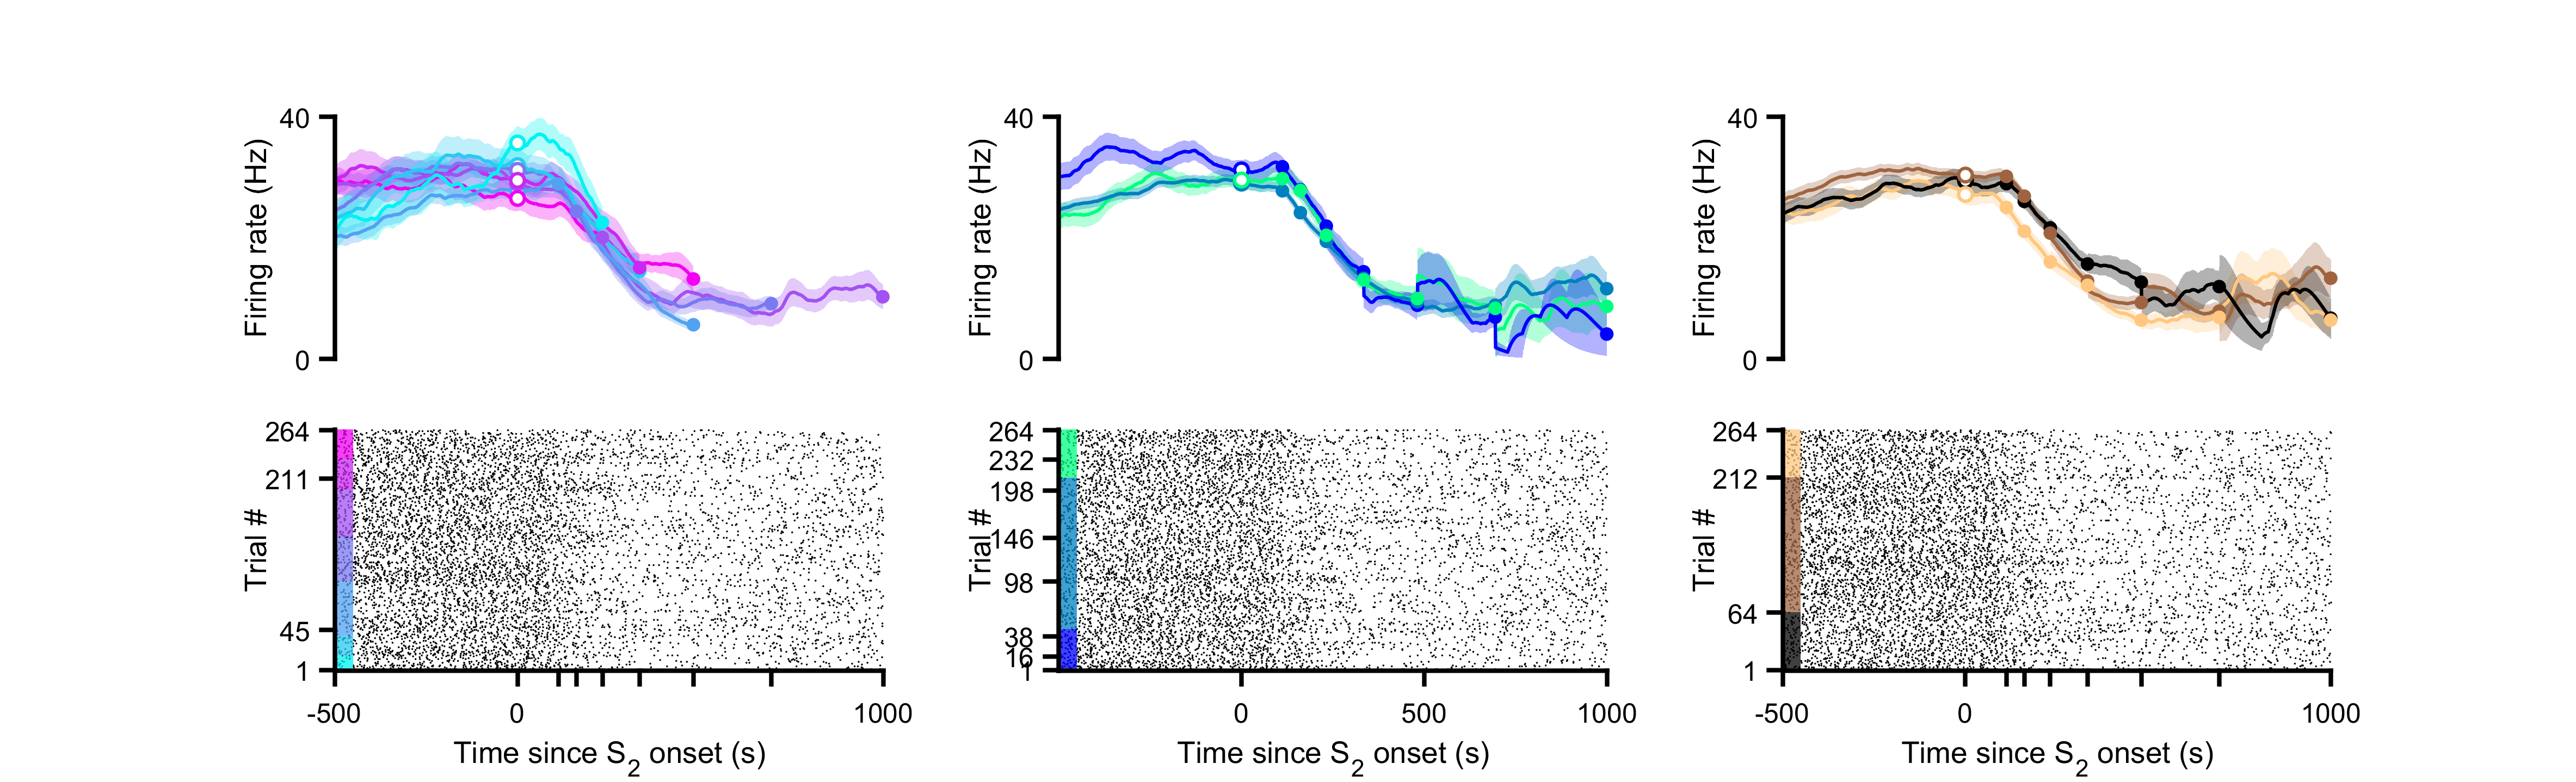 40
Firing rate (Hz)
0
264
211
Trial #
45
1
-500 0 1000
Time since S2 onset (s)
40
Firing rate (Hz)
0
264
232
198
Trial #
146
98
38
16
1
0 500 1000
Time since S2 onset (s)
40
Firing rate (Hz)
0
264
212
Trial #
64
1
-500 0 1000
Time since S2 onset (s)